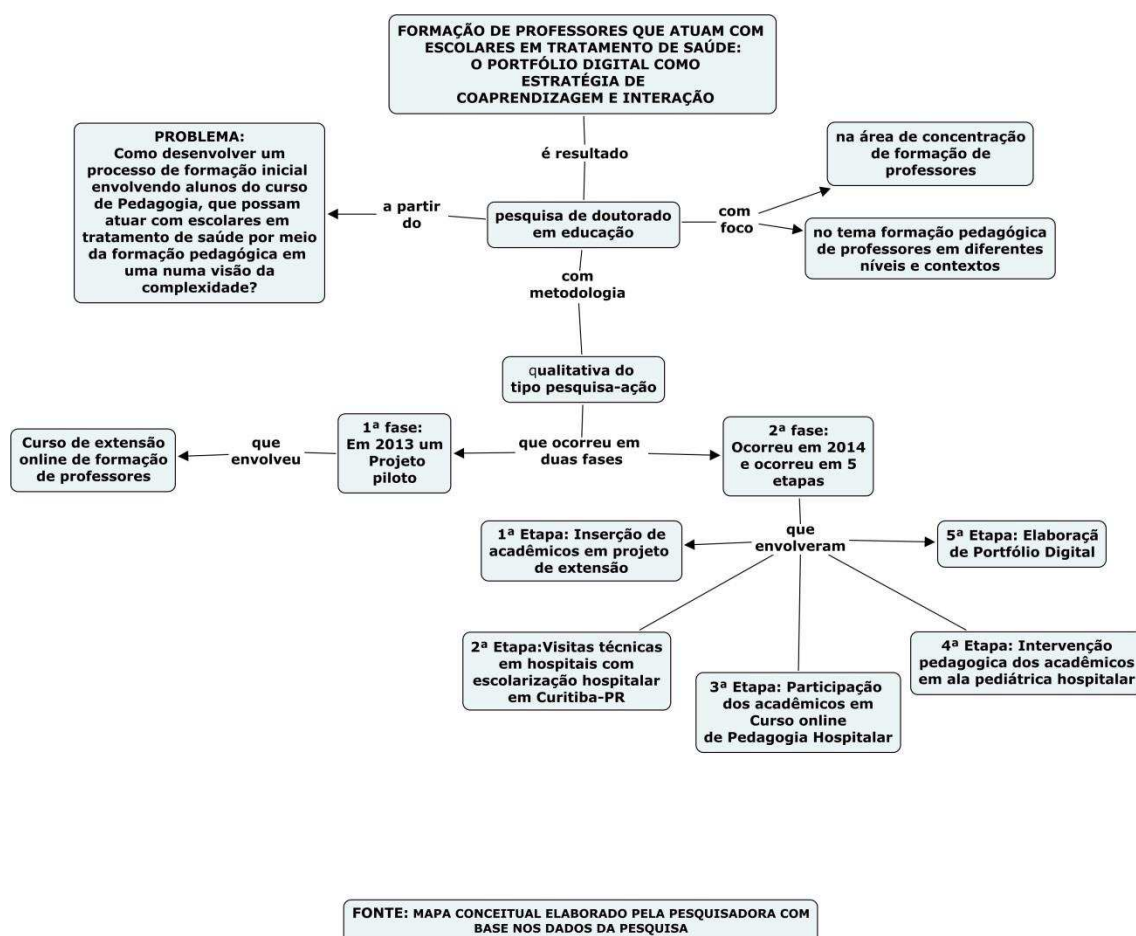 FORMAÇÃO DE PROFESSORES QUE ATUAM COM
ESCOLARES EM TRATAMENTO DE SAÚDE:
O PORTFÓLIO DIGITAL COMO
ESTRATÉGIA DE
COAPRENDIZAGEM E INTERAÇÃO
é resultado
PROBLEMA:
Como desenvolver um
processo de formação inicial
envolvendo alunos do curso
de Pedagogia, que possam
atuar com escolares em
tratamento de saúde por meio
da formação pedagógica em
uma numa visão da
complexidade?
a partir
do
pesquisa de doutorado
em educação
com
foco
na área de concentração
de formação de
professores
no tema formação pedagógica
de professores em diferentes
níveis e contextos
com
metodologia
qualitativa do
tipo pesquisa-ação
que ocorreu em
duas fases
1ª fase:
Em 2013 um
Projeto
piloto
que
envolveu
Curso de extensão
online de formação
de professores
2ª fase:
Ocorreu em 2014
e ocorreu em 5
etapas
que
envolveram
1ª Etapa: Inserção de
acadêmicos em projeto
de extensão
2ª Etapa:Visitas técnicas
em hospitais com
escolarização hospitalar
em Curitiba-PR
3ª Etapa: Participação
dos acadêmicos em
Curso online
de Pedagogia Hospitalar
4ª Etapa: Intervenção
pedagogica dos acadêmicos
em ala pediátrica hospitalar
5ª Etapa: Elaboraçã
de Portfólio Digital
FONTE: MAPA CONCEITUAL ELABORADO PELA PESQUISADORA COM
BASE NOS DADOS DA PESQUISA